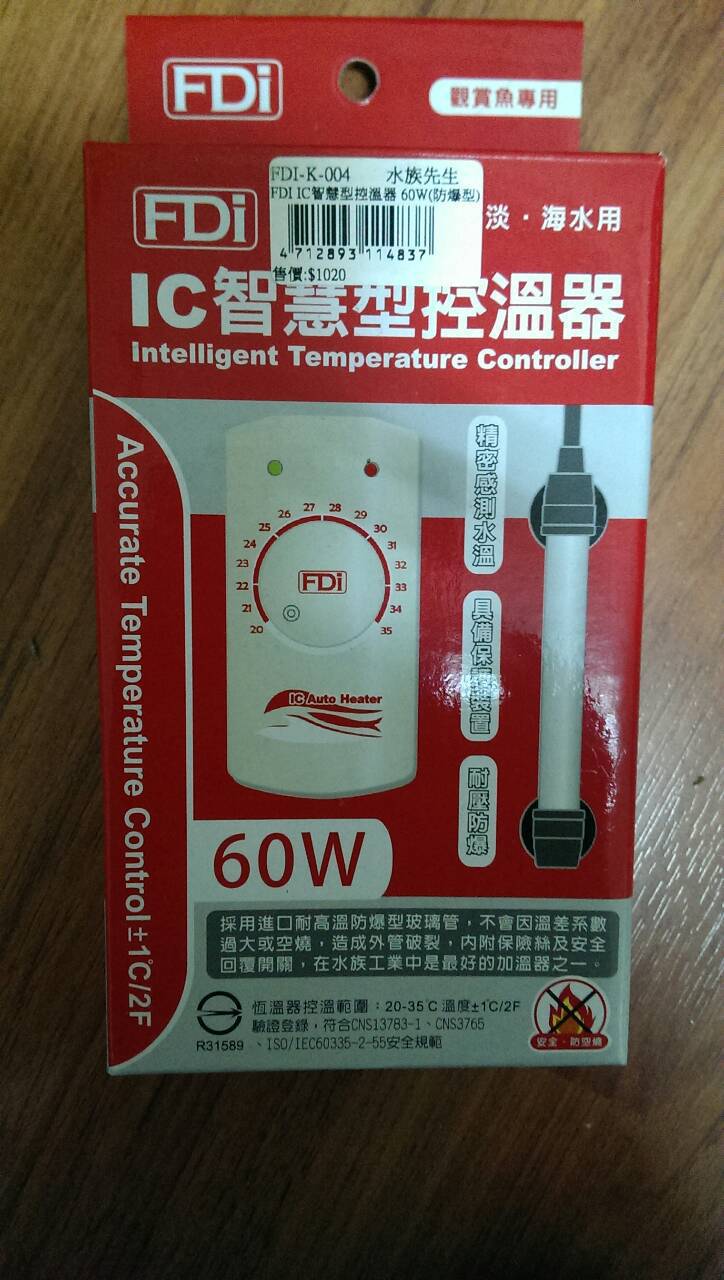 FDi
觀賞魚專用
FDI-K-004 水族先生
FDI IC智慧型控溫器 60W(防爆型)
4 712893 114837
售價:$1020
FDi
淡·海水用
IC智慧型控溫器
Intelligent Temperature Controller
Accurate Temperature Control±1℃/2F
20 21 22 23 24 25 26 27 28 29 30 31 32 33 34 35
FDi
IC Auto Heater
精密感測水溫
具備保護裝置
耐壓防爆
60W
採用進口耐高溫防爆型玻璃管，不會因溫差系數
過大或空燒，造成外管破裂，內附保險絲及安全
回覆開關，在水族工業中是最好的加溫器之一。
恆溫器控溫範圍：20-35℃ 溫度±1℃/2F
驗證登錄，符合CNS13783-1、CNS3765
R31589 、ISO/IEC60335-2-55安全規範
安全·防空燒